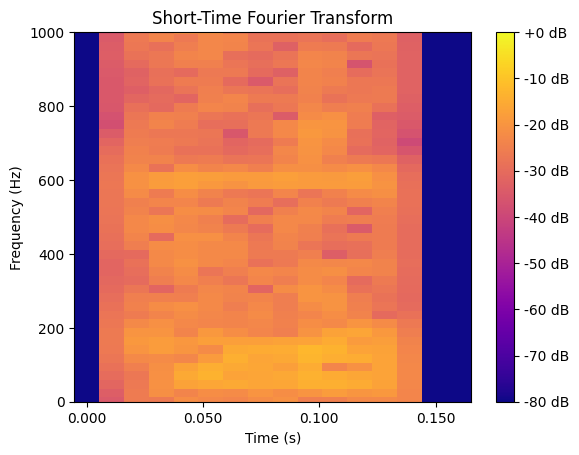 Short-Time Fourier Transform
1000
800
600
400
200
0
Frequency (Hz)
0.000
0.050
0.100
0.150
Time (s)
+0 dB
-10 dB
-20 dB
-30 dB
-40 dB
-50 dB
-60 dB
-70 dB
-80 dB